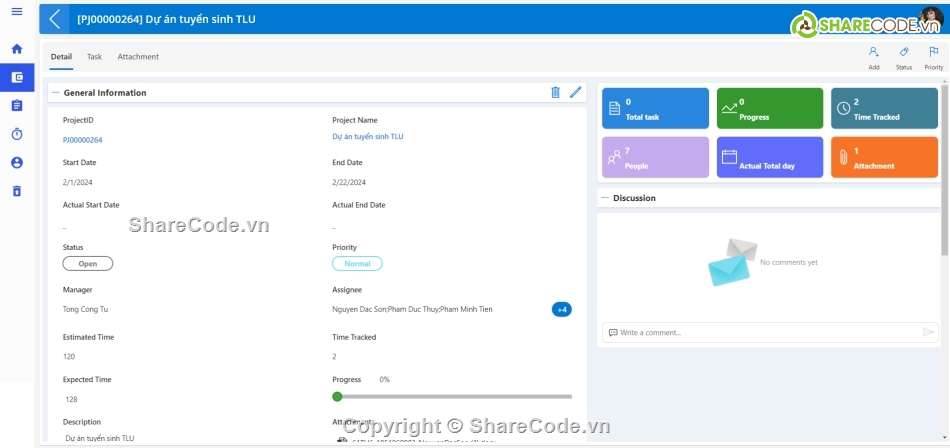 [PJ00000264] Dự án tuyển sinh TLU
SHARECODE.vn
Detail Task Attachment
Add Status Priority
General Information
ProjectID Project Name
PJ00000264 Dự án tuyển sinh TLU
Start Date End Date
2/1/2024 2/22/2024
Actual Start Date Actual End Date
– –
ShareCode.vn
Status Priority
Open Normal
Manager Assignee
Tong Cong Tu Nguyen Dac Son;Pham Duc Thuy;Pham Minh Tien +4
Estimated Time Time Tracked
120 2
Expected Time Progress 0%
128
Description Attachments
Dự án tuyển sinh TLU
Copyright © ShareCode.vn
0 Total task
0 Progress
2 Time Tracked
7 People
Actual Total day
1 Attachment
Discussion
No comments yet
Write a comment...